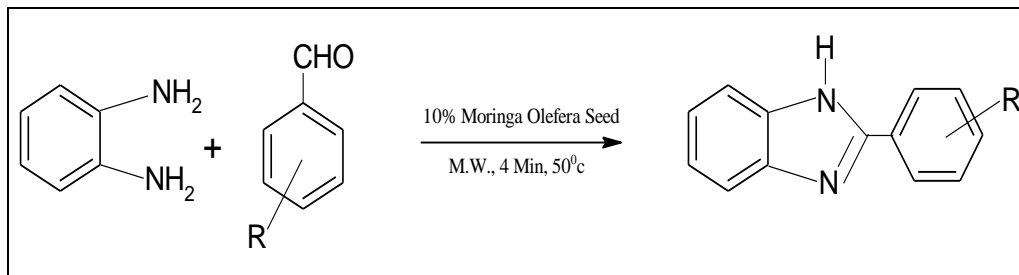 NH2
+
NH2
CHO
R
10% Moringa Olefera Seed
M.W., 4 Min, 50⁰c
H
N
N
R